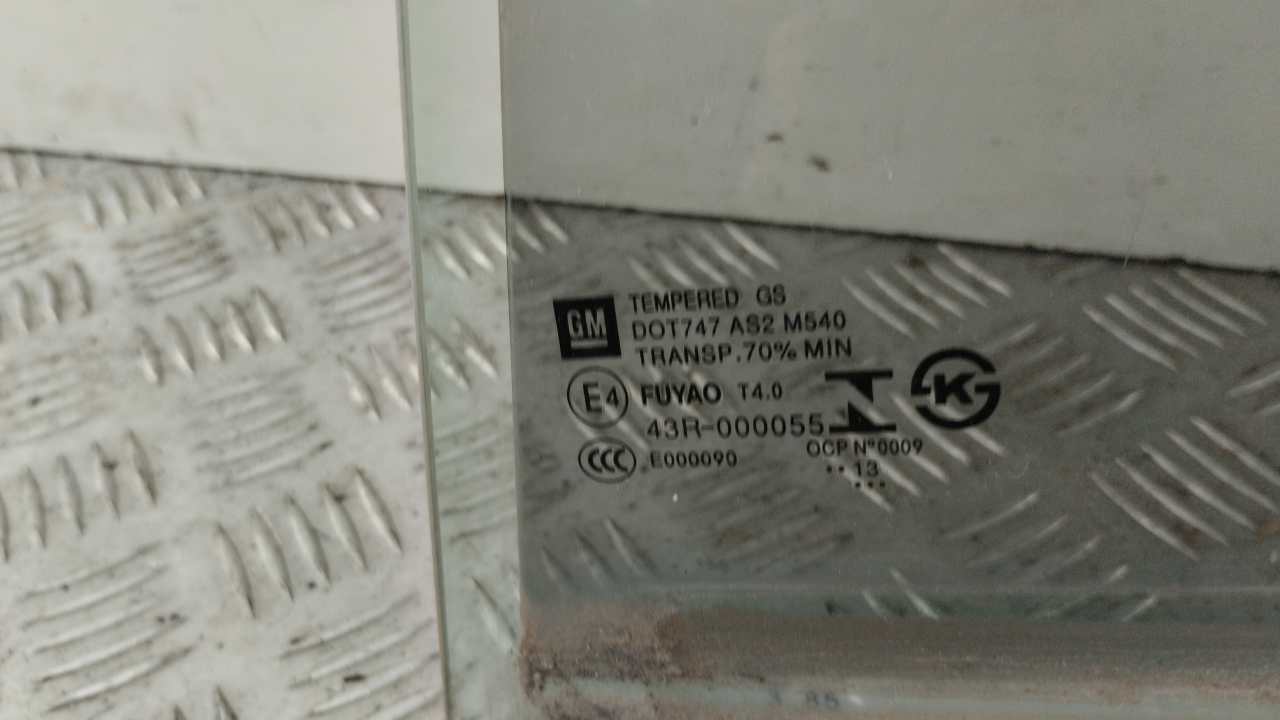 GM
TEMPERED GS
DOT747 AS2 M540
TRANSP.70% MIN
E4 FUYAO T4.0
43R-000055
CCC E000090
K
OCP N°0009
••13
•••
85